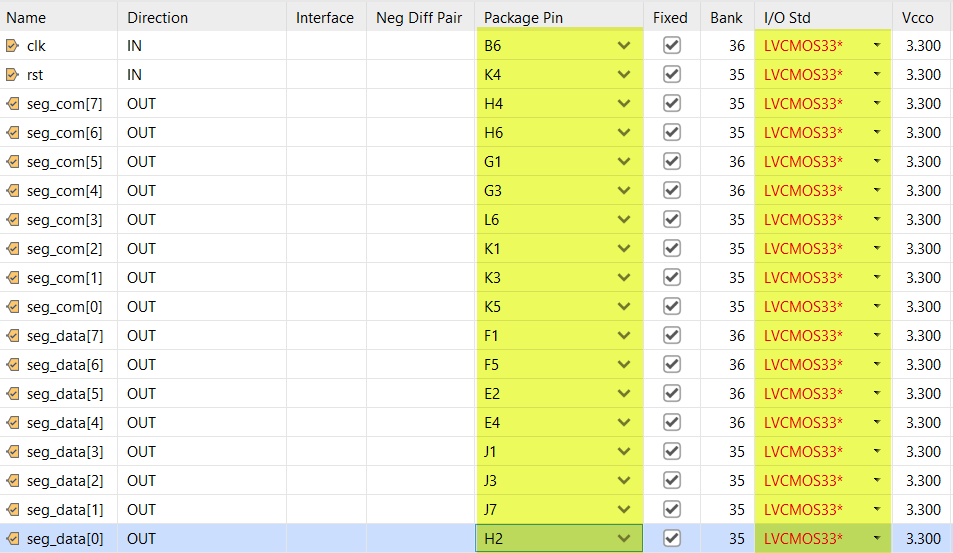 Name Direction Interface Neg Diff Pair Package Pin Fixed Bank I/O Std Vcco
clk IN B6 36 LVCMOS33* 3.300
rst IN K4 35 LVCMOS33* 3.300
seg_com[7] OUT H4 35 LVCMOS33* 3.300
seg_com[6] OUT H6 35 LVCMOS33* 3.300
seg_com[5] OUT G1 36 LVCMOS33* 3.300
seg_com[4] OUT G3 36 LVCMOS33* 3.300
seg_com[3] OUT L6 35 LVCMOS33* 3.300
seg_com[2] OUT K1 35 LVCMOS33* 3.300
seg_com[1] OUT K3 35 LVCMOS33* 3.300
seg_com[0] OUT K5 35 LVCMOS33* 3.300
seg_data[7] OUT F1 36 LVCMOS33* 3.300
seg_data[6] OUT F5 36 LVCMOS33* 3.300
seg_data[5] OUT E2 36 LVCMOS33* 3.300
seg_data[4] OUT E4 36 LVCMOS33* 3.300
seg_data[3] OUT J1 35 LVCMOS33* 3.300
seg_data[2] OUT J3 35 LVCMOS33* 3.300
seg_data[1] OUT J7 35 LVCMOS33* 3.300
seg_data[0] OUT H2 35 LVCMOS33* 3.300